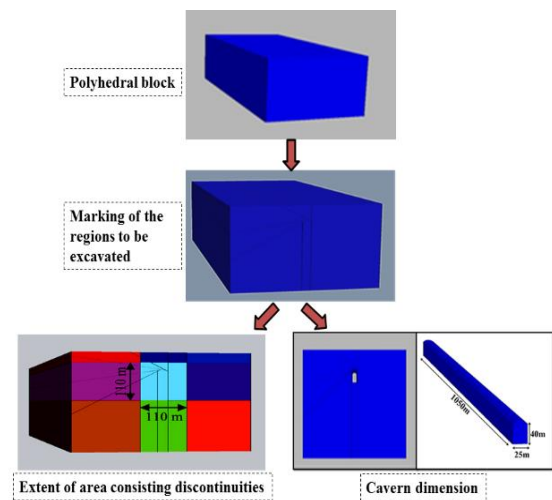 Polyhedral block
Marking of the
regions to be
excavated
110 m
110 m
1050m
40m
25m
Extent of area consisting discontinuities
Cavern dimension